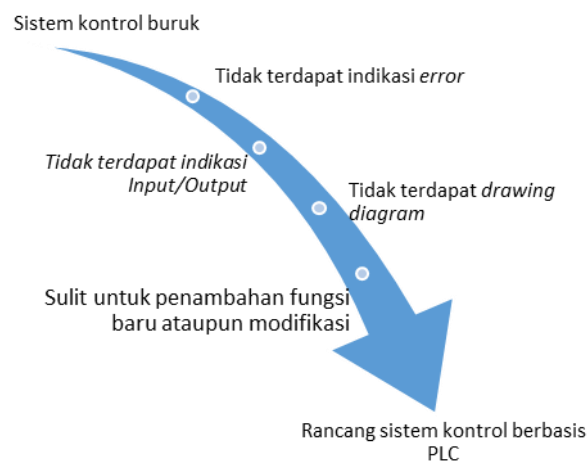 Sistem kontrol buruk
Tidak terdapat indikasi error
Tidak terdapat indikasi
Input/Output
Tidak terdapat drawing
diagram
Sulit untuk penambahan fungsi
baru ataupun modifikasi
Rancang sistem kontrol berbasis
PLC